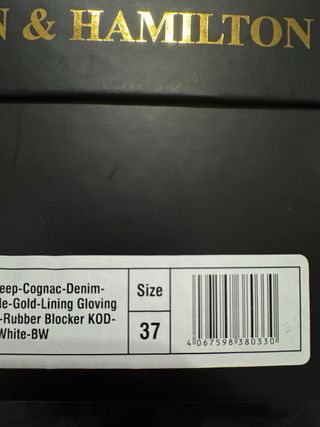 N & HAMILTON
eep-Cognac-Denim-
le-Gold-Lining Gloving
-Rubber Blocker KOD-
White-BW
Size
37
4 067598 380330